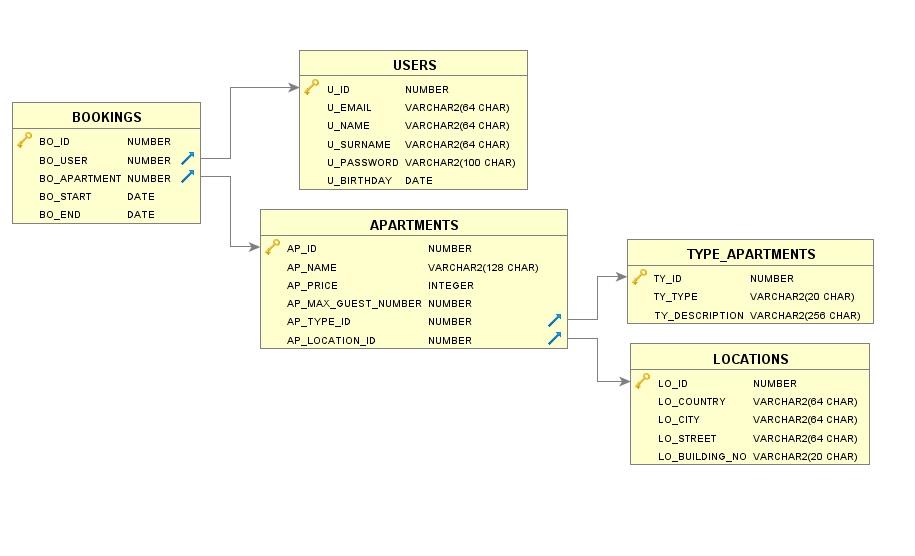 USERS
U_ID NUMBER
U_EMAIL VARCHAR2(64 CHAR)
U_NAME VARCHAR2(64 CHAR)
U_SURNAME VARCHAR2(64 CHAR)
U_PASSWORD VARCHAR2(100 CHAR)
U_BIRTHDAY DATE
BOOKINGS
BO_ID NUMBER
BO_USER NUMBER
BO_APARTMENT NUMBER
BO_START DATE
BO_END DATE
APARTMENTS
AP_ID NUMBER
AP_NAME VARCHAR2(128 CHAR)
AP_PRICE INTEGER
AP_MAX_GUEST_NUMBER NUMBER
AP_TYPE_ID NUMBER
AP_LOCATION_ID NUMBER
TYPE_APARTMENTS
TY_ID NUMBER
TY_TYPE VARCHAR2(20 CHAR)
TY_DESCRIPTION VARCHAR2(256 CHAR)
LOCATIONS
LO_ID NUMBER
LO_COUNTRY VARCHAR2(64 CHAR)
LO_CITY VARCHAR2(64 CHAR)
LO_STREET VARCHAR2(64 CHAR)
LO_BUILDING_NO VARCHAR2(20 CHAR)